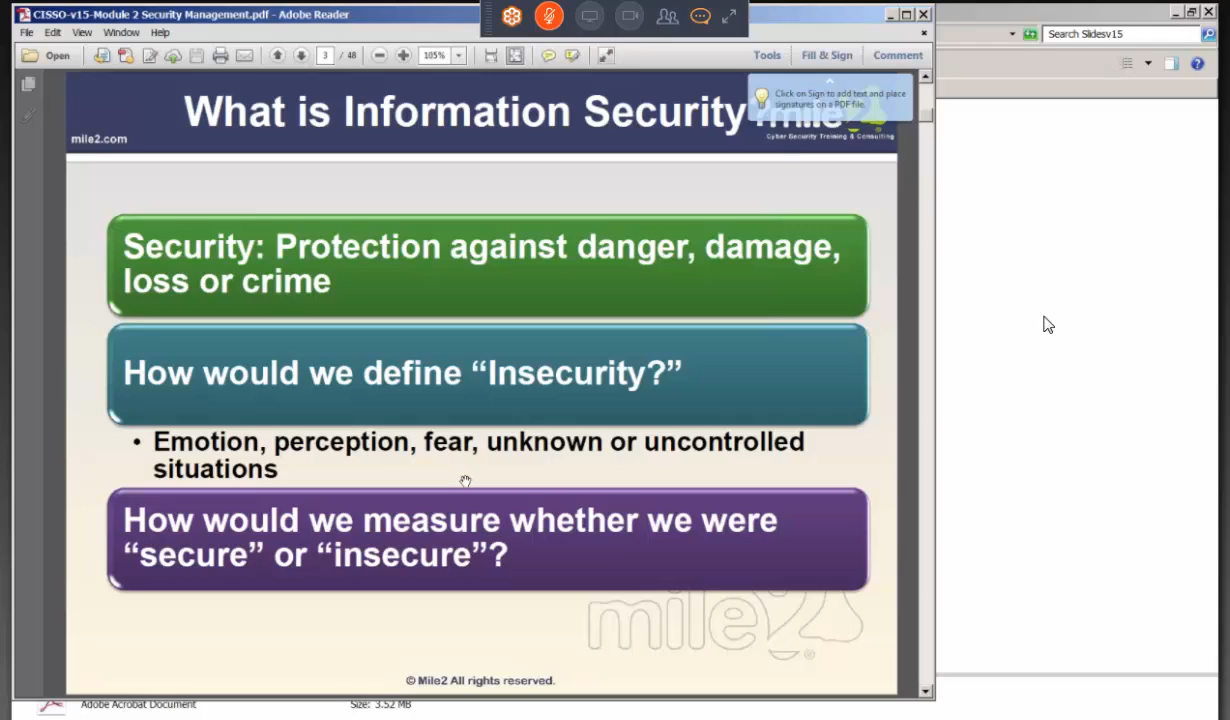 CISSO-v15-Module 2 Security Management.pdf - Adobe Reader
File Edit View Window Help
Search Slidesv15
Open
3 / 48
105%
Tools
Fill & Sign
Comment
What is Information Security
Click on Sign to add text and place
signatures on a PDF file.
mile2.com
Cyber Security Training & Consulting
Security: Protection against danger, damage,
loss or crime
How would we define “Insecurity?”
• Emotion, perception, fear, unknown or uncontrolled
situations
How would we measure whether we were
“secure” or “insecure”?
mile2
®
© Mile2 All rights reserved.
Adobe Acrobat Document
Size: 3.52 MB